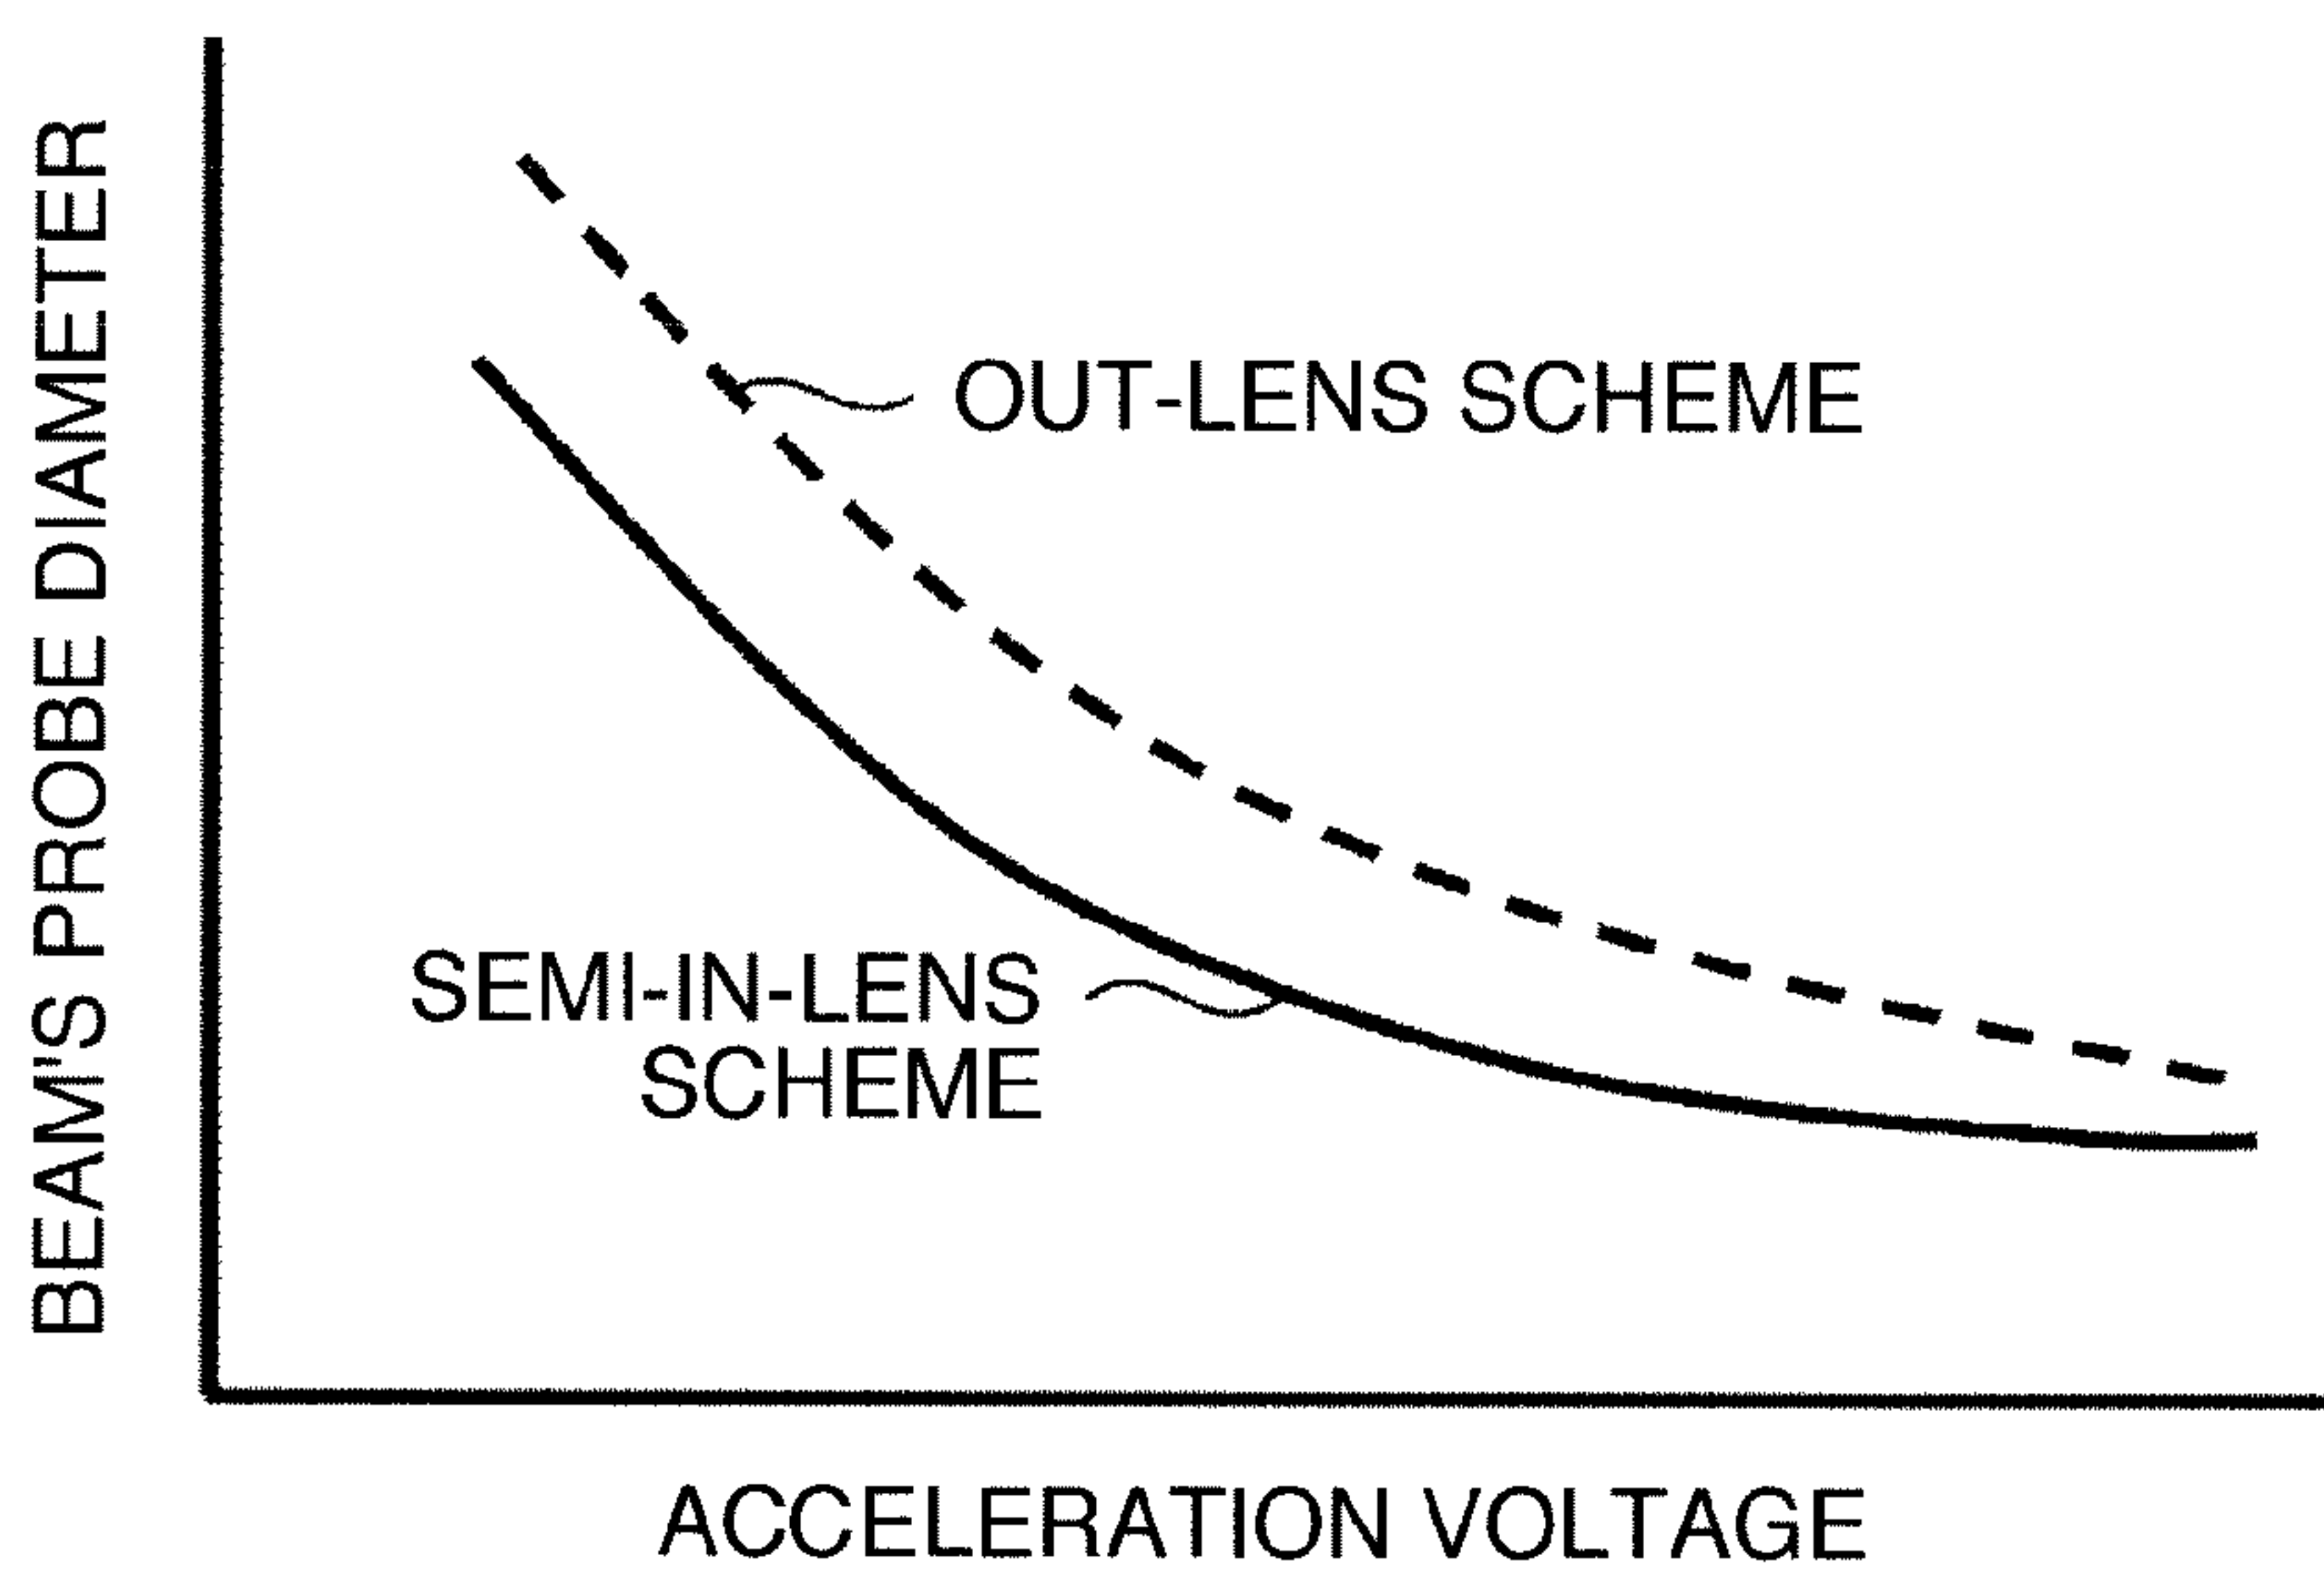 BEAM'S PROBE DIAMETER
OUT-LENS SCHEME
SEMI-IN-LENS
SCHEME
ACCELERATION VOLTAGE